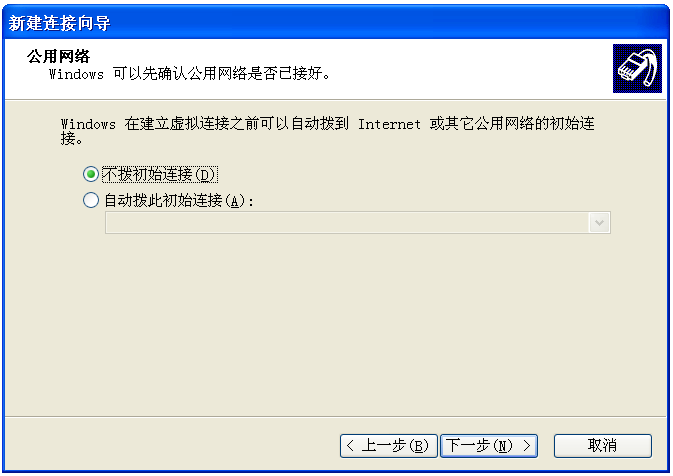 新建连接向导
公用网络
Windows 可以先确认公用网络是否已接好。
Windows 在建立虚拟连接之前可以自动拨到 Internet 或其它公用网络的初始连
接。
不拨初始连接(D)
自动拨此初始连接(A):
< 上一步(B)
下一步(N) >
取消